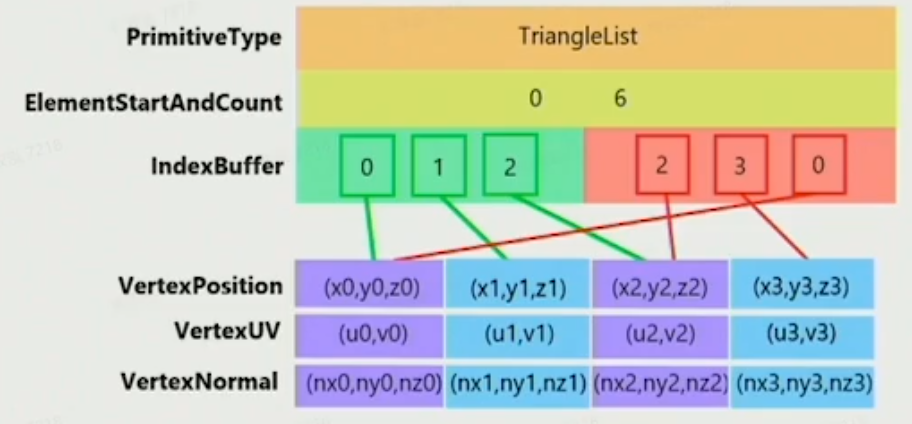 PrimitiveType TriangleList
ElementStartAndCount 0 6
IndexBuffer 0 1 2 2 3 0
VertexPosition (x0,y0,z0) (x1,y1,z1) (x2,y2,z2) (x3,y3,z3)
VertexUV (u0,v0) (u1,v1) (u2,v2) (u3,v3)
VertexNormal (nx0,ny0,nz0) (nx1,ny1,nz1) (nx2,ny2,nz2) (nx3,ny3,nz3)